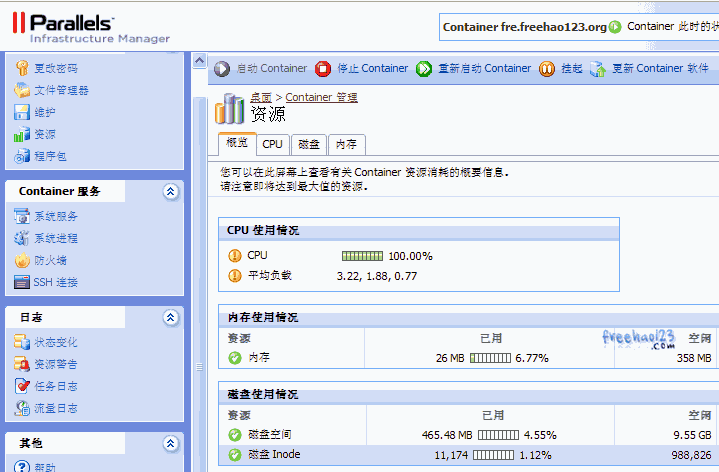 Parallels
Infrastructure Manager
Container fre.freehao123.org Container 此时的状
更改密码
文件管理器
维护
资源
程序包
Container 服务
系统服务
系统进程
防火墙
SSH 连接
日志
状态变化
资源警告
任务日志
流量日志
其他
帮助
启动 Container 停止 Container 重新启动 Container 挂起 更新 Container 软件
桌面 > Container 管理
资源
概览 CPU 磁盘 内存
您可以在此屏幕上查看有关 Container 资源消耗的概要信息。
请注意即将达到最大值的资源。
CPU 使用情况
CPU 100.00%
平均负载 3.22, 1.88, 0.77
内存使用情况
资源 已用 空闲
内存 26 MB 6.77% 358 MB
freehao123
.com
磁盘使用情况
资源 已用 空闲
磁盘空间 465.48 MB 4.55% 9.55 GB
磁盘 Inode 11,174 1.12% 988,826